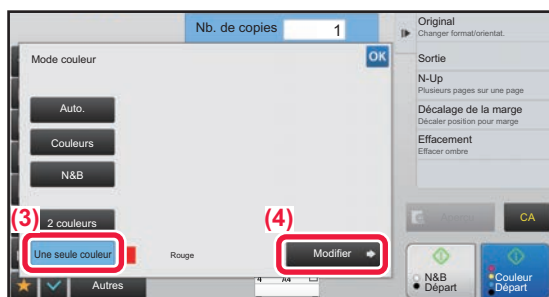 Nb. de copies 1
Mode couleur
OK
Auto.
Couleurs
N&B
(3)
2 couleurs
Une seule couleur
Rouge
(4)
Modifier
Autres
A4
Original
Changer format/orientat.
Sortie
N-Up
Plusieurs pages sur une page
Décalage de la marge
Décaler position pour marge
Effacement
Effacer ombre
CA
N&B
Départ
Couleur
Départ